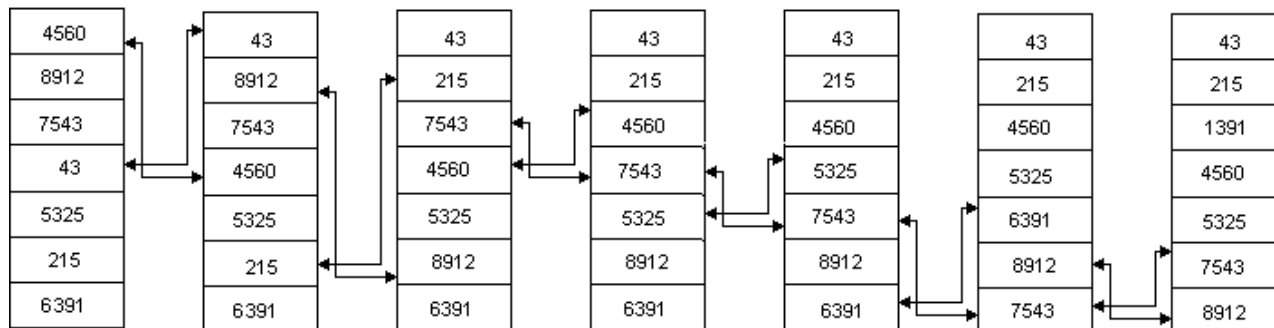 4560 43 43 43 43 43 43
8912 8912 215 215 215 215 215
7543 7543 7543 4560 4560 4560 1391
43 4560 4560 7543 5325 5325 4560
5325 5325 5325 5325 7543 6391 5325
215 215 8912 8912 8912 8912 7543
6391 6391 6391 6391 6391 7543 8912